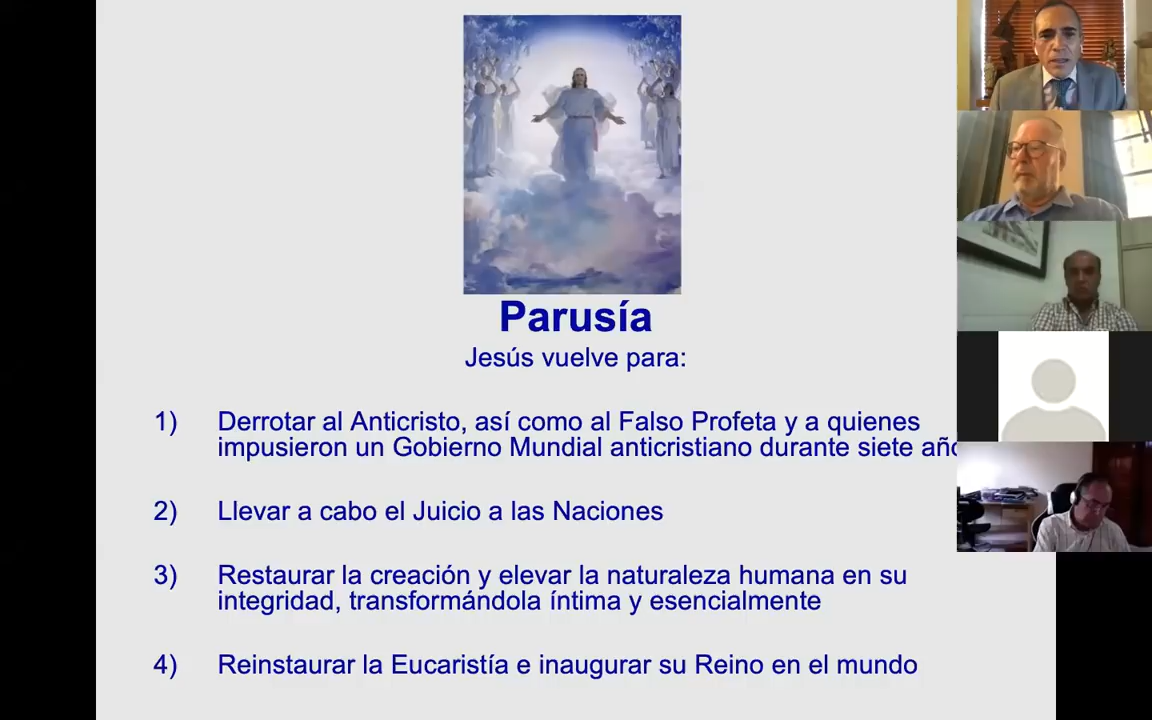 Parusía
Jesús vuelve para:
1) Derrotar al Anticristo, así como al Falso Profeta y a quienes
impusieron un Gobierno Mundial anticristiano durante siete
2) Llevar a cabo el Juicio a las Naciones
3) Restaurar la creación y elevar la naturaleza humana en su
integridad, transformándola íntima y esencialmente
4) Reinstaurar la Eucaristía e inaugurar su Reino en el mundo